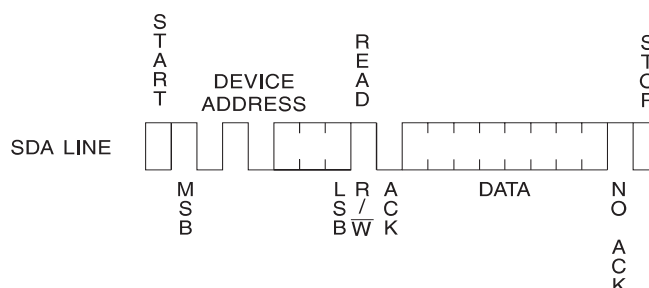 START
DEVICE
ADDRESS
READ
SDA LINE
MSB
LSB
R/W
ACK
DATA
NO ACK